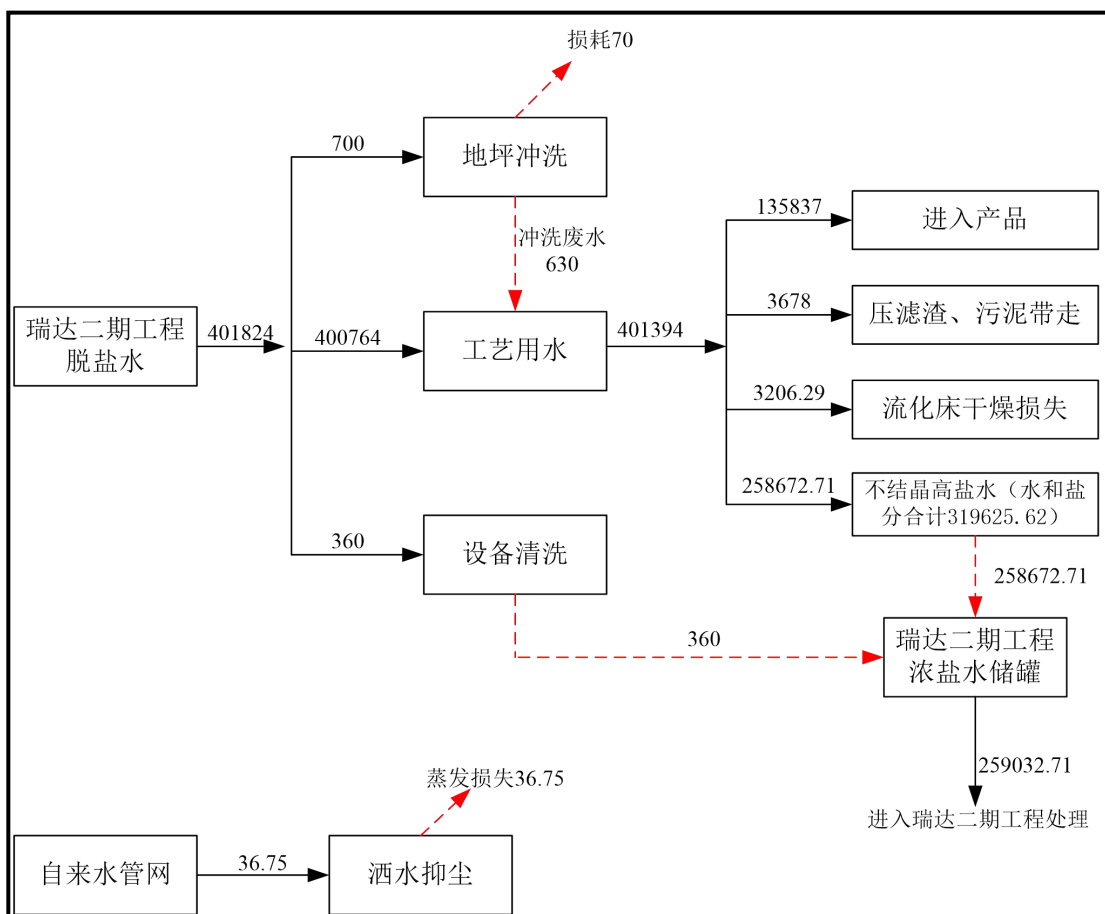 损耗70
700
地坪冲洗
冲洗废水
630
135837
进入产品
瑞达二期工程
脱盐水
401824
400764
工艺用水
401394
3678
压滤渣、污泥带走
3206.29
流化床干燥损失
258672.71
不结晶高盐水（水和盐
分合计319625.62）
360
设备清洗
258672.71
360
瑞达二期工程
浓盐水储罐
259032.71
进入瑞达二期工程处理
蒸发损失36.75
自来水管网
36.75
洒水抑尘